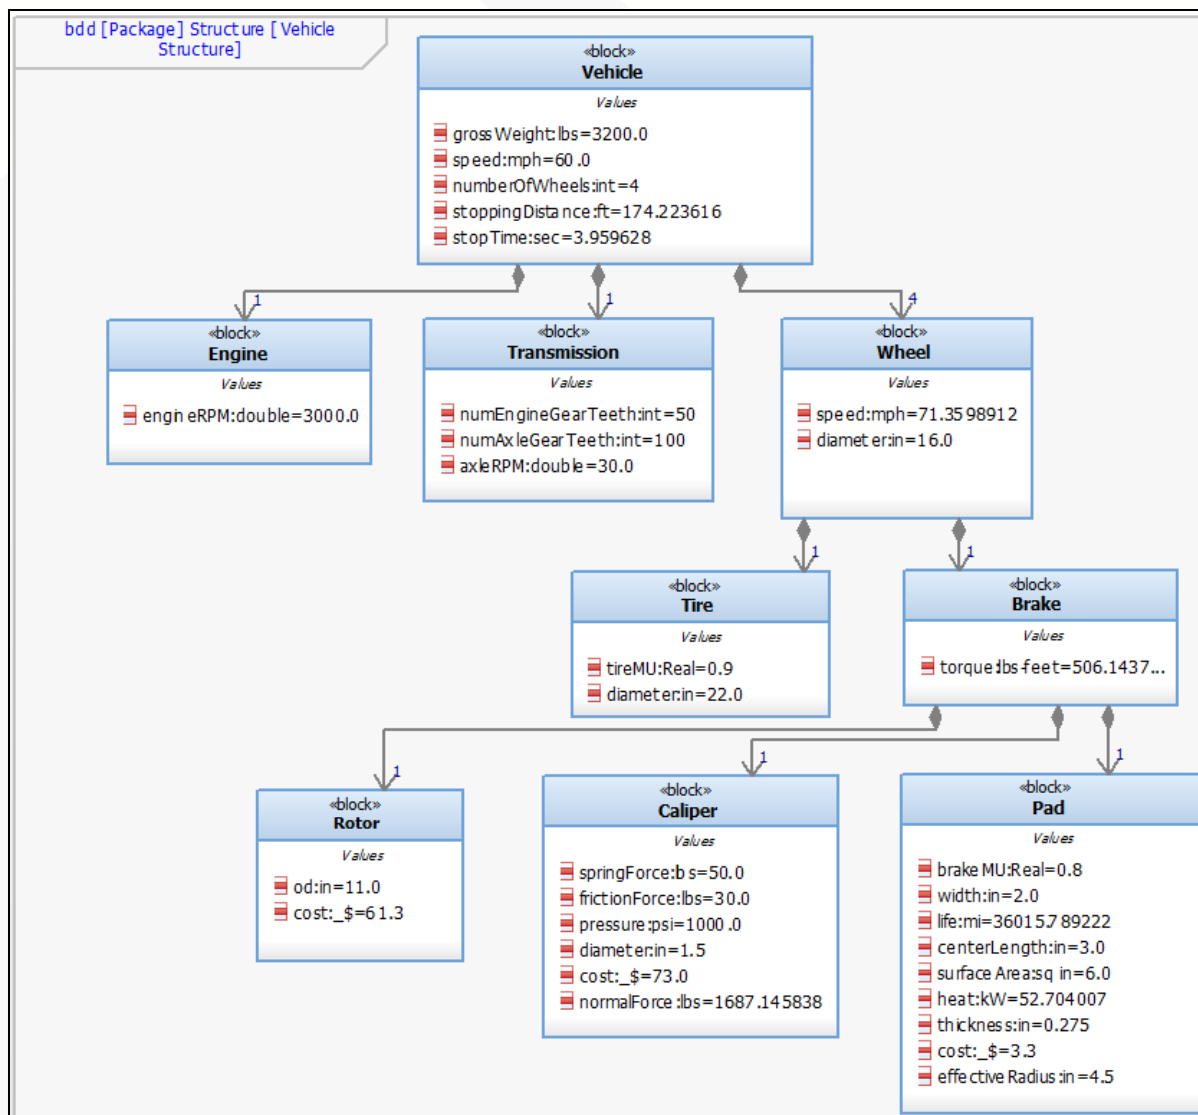 bdd [Package] Structure [ Vehicle
Structure]
«block»
Vehicle
Values
grossWeight:lbs=3200.0
speed:mph=60.0
numberOfWheels:int=4
stoppingDistance:ft=174.223616
stopTime:sec=3.959628
1
1
4
«block»
Engine
Values
engineRPM:double=3000.0
«block»
Transmission
Values
numEngineGearTeeth:int=50
numAxleGearTeeth:int=100
axleRPM:double=30.0
«block»
Wheel
Values
speed:mph=71.3598912
diameter:in=16.0
1
1
«block»
Tire
Values
tireMU:Real=0.9
diameter:in=22.0
«block»
Brake
Values
torque:lbs-feet=506.1437...
1
1
1
«block»
Rotor
Values
od:in=11.0
cost:_$=61.3
«block»
Caliper
Values
springForce:bs=50.0
frictionForce:lbs=30.0
pressure:psi=1000.0
diameter:in=1.5
cost:_$=73.0
normalForce:lbs=1687.145838
«block»
Pad
Values
brakeMU:Real=0.8
width:in=2.0
life:mi=36015.789222
centerLength:in=3.0
surfaceArea:sq in=6.0
heat:kW=52.704007
thickness:in=0.275
cost:_$=3.3
effectiveRadius:in=4.5